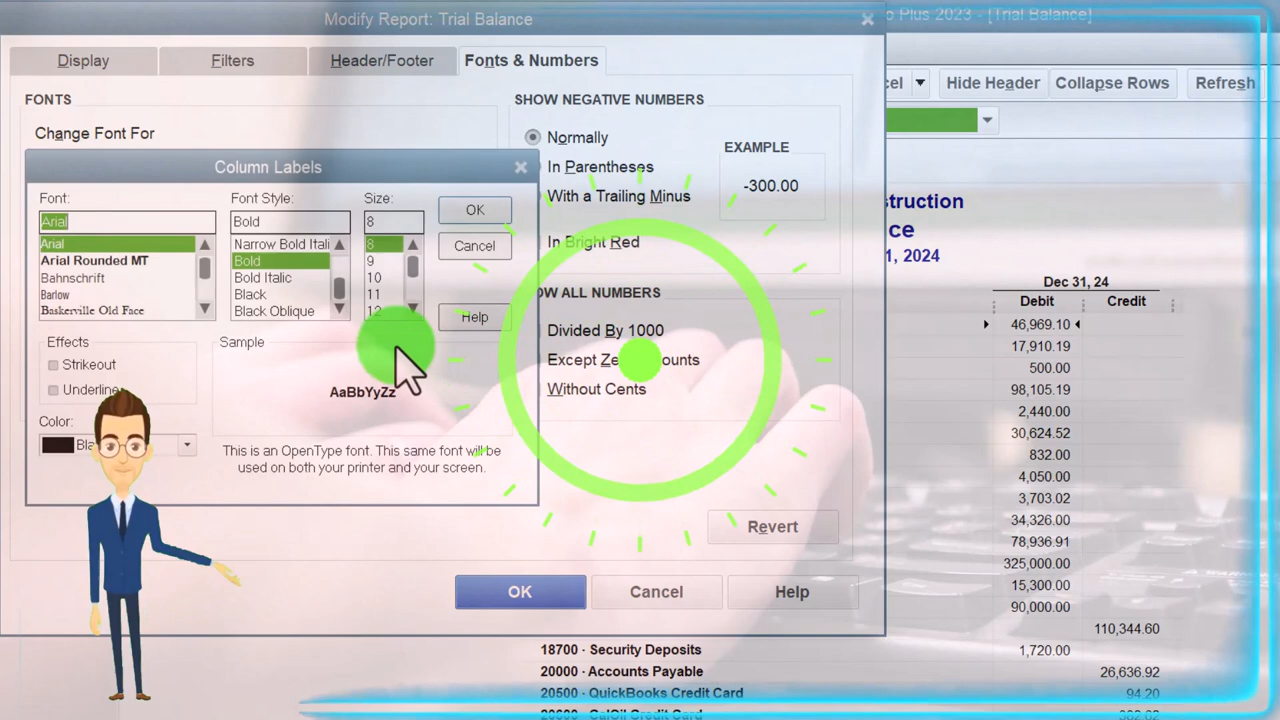 Modify Report: Trial Balance
Plus 2023 - [Trial Balance]
Display
Filters
Header/Footer
Fonts & Numbers
Hide Header
Collapse Rows
Refresh
FONTS
Change Font For
SHOW NEGATIVE NUMBERS
Normally
In Parentheses
With a Trailing Minus
In Bright Red
EXAMPLE
-300.00
Column Labels
Font:
Font Style:
Size:
Arial
Bold
8
OK
Arial
Arial Rounded MT
Bahnschrift
Barlow
Baskerville Old Face
Narrow Bold Itali
Bold
Bold Italic
Black
Black Oblique
8
9
10
11
12
Cancel
Help
Effects
Strikeout
Underline
Sample
AaBbYyZz
Color:
This is an OpenType font. This same font will be
used on both your printer and your screen.
ALL NUMBERS
Divided By 1000
Except
Without Cents
Revert
OK
Cancel
Help
Dec 31, 24
Debit
Credit
46,969.10
17,910.19
500.00
98,105.19
2,440.00
30,624.52
832.00
4,050.00
3,703.02
34,326.00
78,936.91
325,000.00
15,300.00
90,000.00
110,344.60
18700 · Security Deposits
1,720.00
20000 · Accounts Payable
26,636.92
20500 · QuickBooks Credit Card
94.20